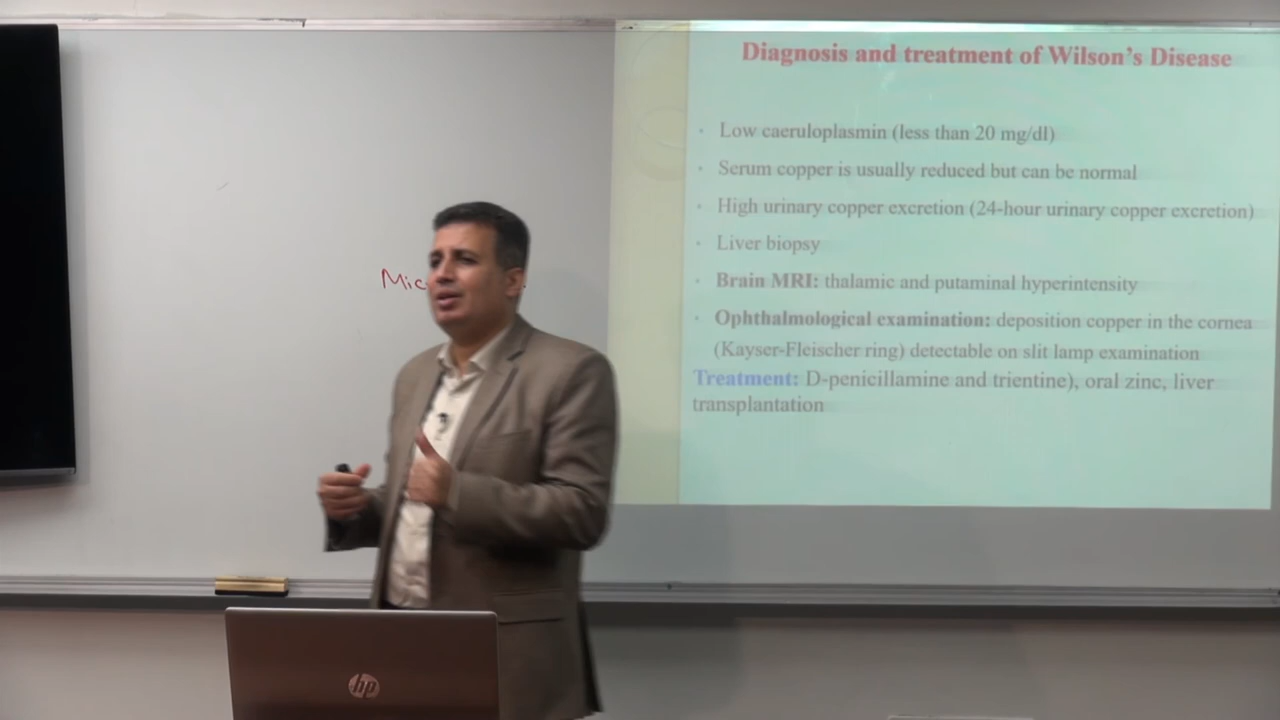 Diagnosis and treatment of Wilson's Disease
• Low caeruloplasmin (less than 20 mg/dl)
• Serum copper is usually reduced but can be normal
• High urinary copper excretion (24-hour urinary copper excretion)
• Liver biopsy
• Brain MRI: thalamic and putaminal hyperintensity
• Ophthalmological examination: deposition copper in the cornea
(Kayser-Fleischer ring) detectable on slit lamp examination
Treatment: D-penicillamine and trientine), oral zinc, liver
transplantation
Mic
hp